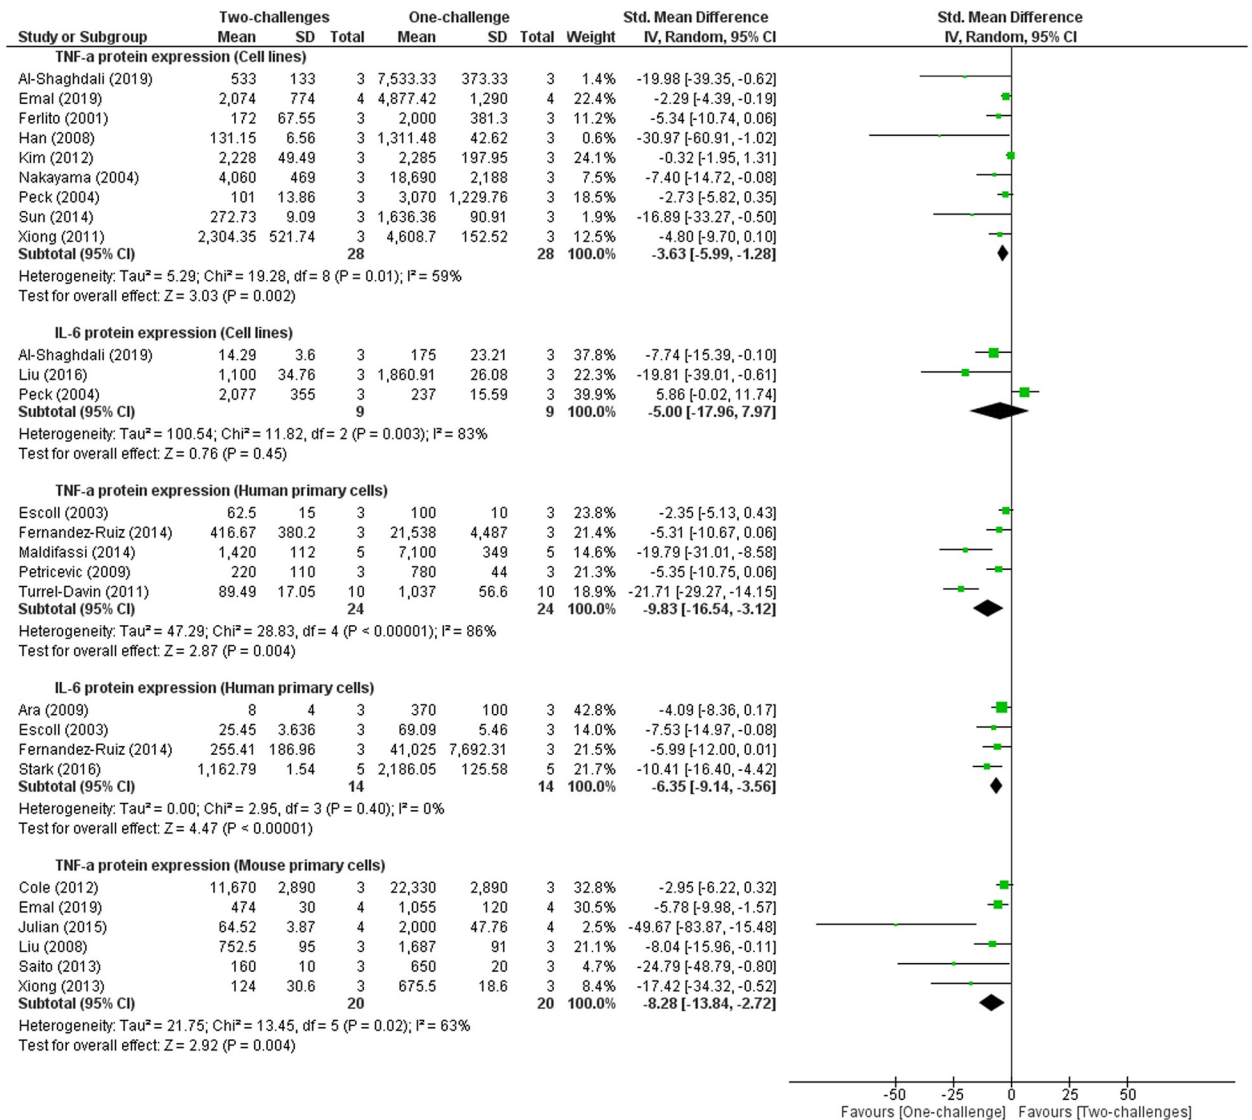 Two-challenges One-challenge Std. Mean Difference Std. Mean Difference
Study or Subgroup Mean SD Total Mean SD Total Weight IV, Random, 95% CI IV, Random, 95% CI
TNF-a protein expression (Cell lines)
Al-Shaghdali (2019) 533 133 3 7,533.33 373.33 3 1.4% -19.98 [-39.35, -0.62]
Emal (2019) 2,074 774 4 4,877.42 1,290 4 22.4% -2.29 [-4.39, -0.19]
Ferlito (2001) 172 67.55 3 2,000 381.3 3 11.2% -5.34 [-10.74, 0.06]
Han (2008) 131.15 6.56 3 1,311.48 42.62 3 0.6% -30.97 [-60.91, -1.02]
Kim (2012) 2,228 49.49 3 2,285 197.95 3 24.1% -0.32 [-1.95, 1.31]
Nakayama (2004) 4,060 469 3 18,690 2,188 3 7.5% -7.40 [-14.72, -0.08]
Peck (2004) 101 13.86 3 3,070 1,229.76 3 18.5% -2.73 [-5.82, 0.35]
Sun (2014) 272.73 9.09 3 1,636.36 90.91 3 1.9% -16.89 [-33.27, -0.50]
Xiong (2011) 2,304.35 521.74 3 4,608.7 152.52 3 12.5% -4.80 [-9.70, 0.10]
Subtotal (95% CI) 28 28 100.0% -3.63 [-5.99, -1.28]
Heterogeneity: Tau² = 5.29; Chi² = 19.28, df = 8 (P = 0.01); I² = 59%
Test for overall effect: Z = 3.03 (P = 0.002)
IL-6 protein expression (Cell lines)
Al-Shaghdali (2019) 14.29 3.6 3 175 23.21 3 37.8% -7.74 [-15.39, -0.10]
Liu (2016) 1,100 34.76 3 1,860.91 26.08 3 22.3% -19.81 [-39.01, -0.61]
Peck (2004) 2,077 355 3 237 15.59 3 39.9% 5.86 [-0.02, 11.74]
Subtotal (95% CI) 9 9 100.0% -5.00 [-17.96, 7.97]
Heterogeneity: Tau² = 100.54; Chi² = 11.82, df = 2 (P = 0.003); I² = 83%
Test for overall effect: Z = 0.76 (P = 0.45)
TNF-a protein expression (Human primary cells)
Escoll (2003) 62.5 15 3 100 10 3 23.8% -2.35 [-5.13, 0.43]
Fernandez-Ruiz (2014) 416.67 380.2 3 21,538 4,487 3 21.4% -5.31 [-10.67, 0.06]
Maldifassi (2014) 1,420 112 5 7,100 349 5 14.6% -19.79 [-31.01, -8.58]
Petricevic (2009) 220 110 3 780 44 3 21.3% -5.35 [-10.75, 0.06]
Turrel-Davin (2011) 89.49 17.05 10 1,037 56.6 10 18.9% -21.71 [-29.27, -14.15]
Subtotal (95% CI) 24 24 100.0% -9.83 [-16.54, -3.12]
Heterogeneity: Tau² = 47.29; Chi² = 28.83, df = 4 (P < 0.00001); I² = 86%
Test for overall effect: Z = 2.87 (P = 0.004)
IL-6 protein expression (Human primary cells)
Ara (2009) 8 4 3 370 100 3 42.8% -4.09 [-8.36, 0.17]
Escoll (2003) 25.45 3.636 3 69.09 5.46 3 14.0% -7.53 [-14.97, -0.08]
Fernandez-Ruiz (2014) 255.41 186.96 3 41,025 7,692.31 3 21.5% -5.99 [-12.00, 0.01]
Stark (2016) 1,162.79 1.54 5 2,186.05 125.58 5 21.7% -10.41 [-16.40, -4.42]
Subtotal (95% CI) 14 14 100.0% -6.35 [-9.14, -3.56]
Heterogeneity: Tau² = 0.00; Chi² = 2.95, df = 3 (P = 0.40); I² = 0%
Test for overall effect: Z = 4.47 (P < 0.00001)
TNF-a protein expression (Mouse primary cells)
Cole (2012) 11,670 2,890 3 22,330 2,890 3 32.8% -2.95 [-6.22, 0.32]
Emal (2019) 474 30 4 1,055 120 4 30.5% -5.78 [-9.98, -1.57]
Julian (2015) 64.52 3.87 4 2,000 47.76 4 2.5% -49.67 [-83.87, -15.48]
Liu (2008) 752.5 95 3 1,687 91 3 21.1% -8.04 [-15.96, -0.11]
Saito (2013) 160 10 3 650 20 3 4.7% -24.79 [-48.79, -0.80]
Xiong (2013) 124 30.6 3 675.5 18.6 3 8.4% -17.42 [-34.32, -0.52]
Subtotal (95% CI) 20 20 100.0% -8.28 [-13.84, -2.72]
Heterogeneity: Tau² = 21.75; Chi² = 13.45, df = 5 (P = 0.02); I² = 63%
Test for overall effect: Z = 2.92 (P = 0.004)
-50 -25 0 25 50
Favours [One-challenge] Favours [Two-challenges]